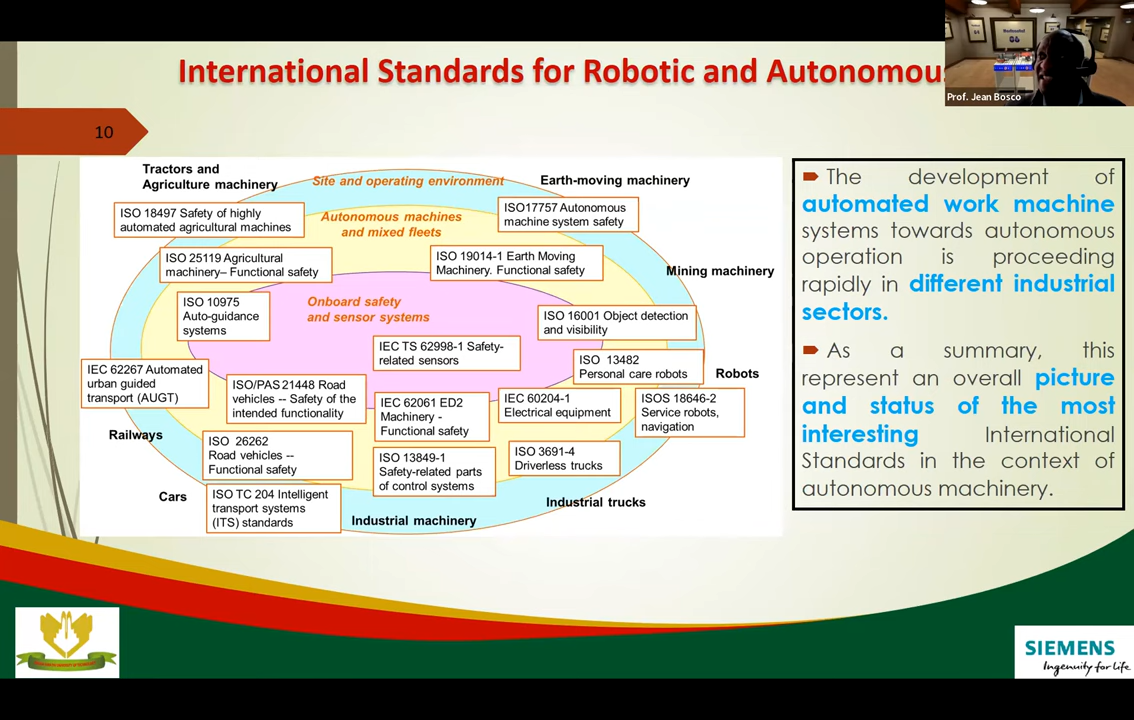 International Standards for Robotic and Autonomous
Prof. Jean Bosco
10
Tractors and
Agriculture machinery
Site and operating environment
Earth-moving machinery
ISO 18497 Safety of highly
automated agricultural machines
Autonomous machines
and mixed fleets
ISO17757 Autonomous
machine system safety
ISO 25119 Agricultural
machinery– Functional safety
ISO 19014-1 Earth Moving
Machinery. Functional safety
Mining machinery
ISO 10975
Auto-guidance
systems
Onboard safety
and sensor systems
ISO 16001 Object detection
and visibility
IEC TS 62998-1 Safety-
related sensors
ISO 13482
Personal care robots
Robots
IEC 62267 Automated
urban guided
transport (AUGT)
ISO/PAS 21448 Road
vehicles -- Safety of the
intended functionality
IEC 62061 ED2
Machinery -
Functional safety
IEC 60204-1
Electrical equipment
ISOS 18646-2
Service robots,
navigation
Railways
ISO 26262
Road vehicles --
Functional safety
ISO 13849-1
Safety-related parts
of control systems
ISO 3691-4
Driverless trucks
Cars
ISO TC 204 Intelligent
transport systems
(ITS) standards
Industrial machinery
Industrial trucks
The development of
automated work machine
systems towards autonomous
operation is proceeding
rapidly in different industrial
sectors.
As a summary, this
represent an overall picture
and status of the most
interesting International
Standards in the context of
autonomous machinery.
SIEMENS
Ingenuity for life